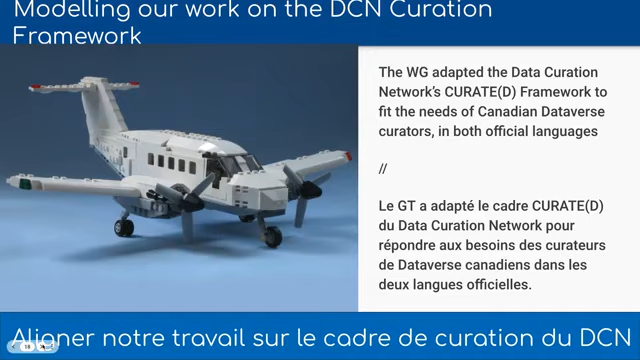 Modelling our work on the DCN Curation
Framework
The WG adapted the Data Curation
Network's CURATE(D) Framework to
fit the needs of Canadian Dataverse
curators, in both official languages
//
Le GT a adapté le cadre CURATE(D)
du Data Curation Network pour
répondre aux besoins des curateurs
de Dataverse canadiens dans les
deux langues officielles.
Aligner notre travail sur le cadre de curation du DCN
18